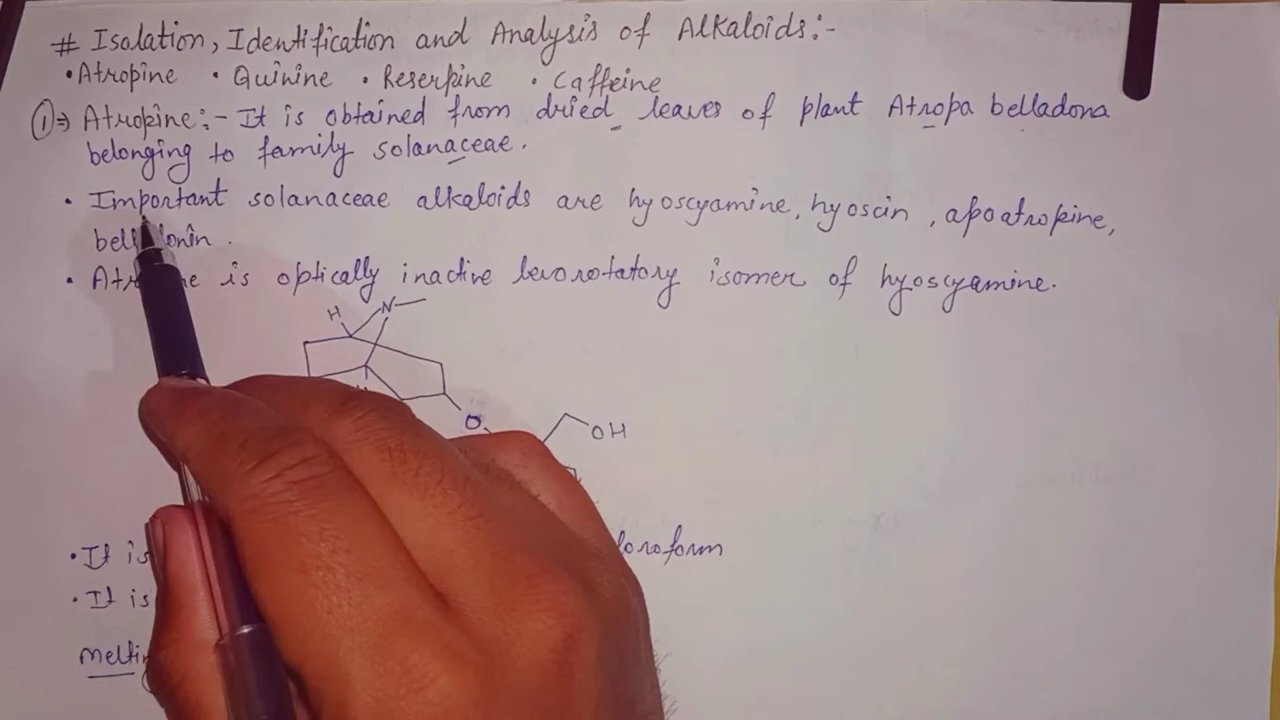 # Isolation, Identification and Analysis of Alkaloids:-
• Atropine • Quinine • Reserpine • Caffeine
① ⇒ Atropine:- It is obtained from dried leaves of plant Atropa belladona
belonging to family solanaceae.
• Important solanaceae alkaloids are hyoscyamine, hyoscin, apoatropine,
• is optically inactive levorotatory isomer of hyoscyamine.
H N
O OH
• It is
• It is